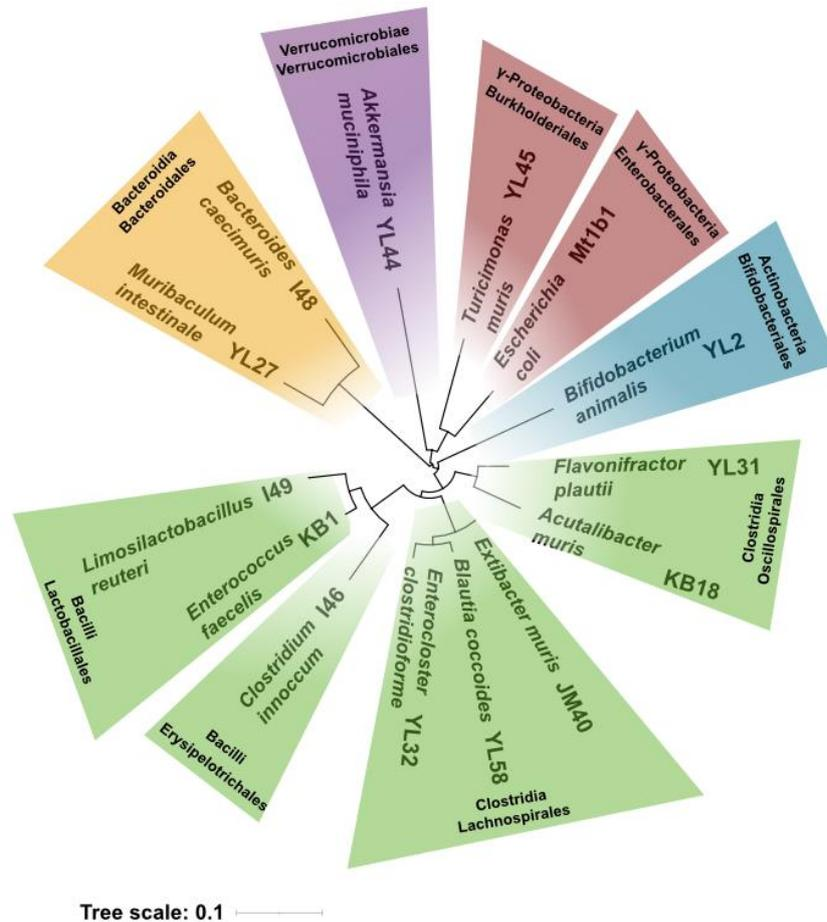 Verrucomicrobiae
Verrucomicrobiales
Akkermansia
muciniphila
YL44
γ-Proteobacteria
Burkholderiales
Turicimonas
muris
YL45
γ-Proteobacteria
Enterobacterales
Escherichia
coli
Mt1b1
Actinobacteria
Bifidobacteriales
Bifidobacterium
animalis
YL2
Flavonifractor
plautii
YL31
Acutalibacter
muris
KB18
Clostridia
Oscillospirales
Extibacter muris JM40
Blautia coccoides YL58
Enterocloster
clostridioforme
YL32
Clostridia
Lachnospirales
Clostridium
innoccum
I46
Bacilli
Erysipelotrichales
Enterococcus
faecelis
KB1
Limosilactobacillus
reuteri
I49
Bacilli
Lactobacillales
Muribaculum
intestinale
YL27
Bacteroides
caecimuris
I48
Bacteroidia
Bacteroidales
Tree scale: 0.1